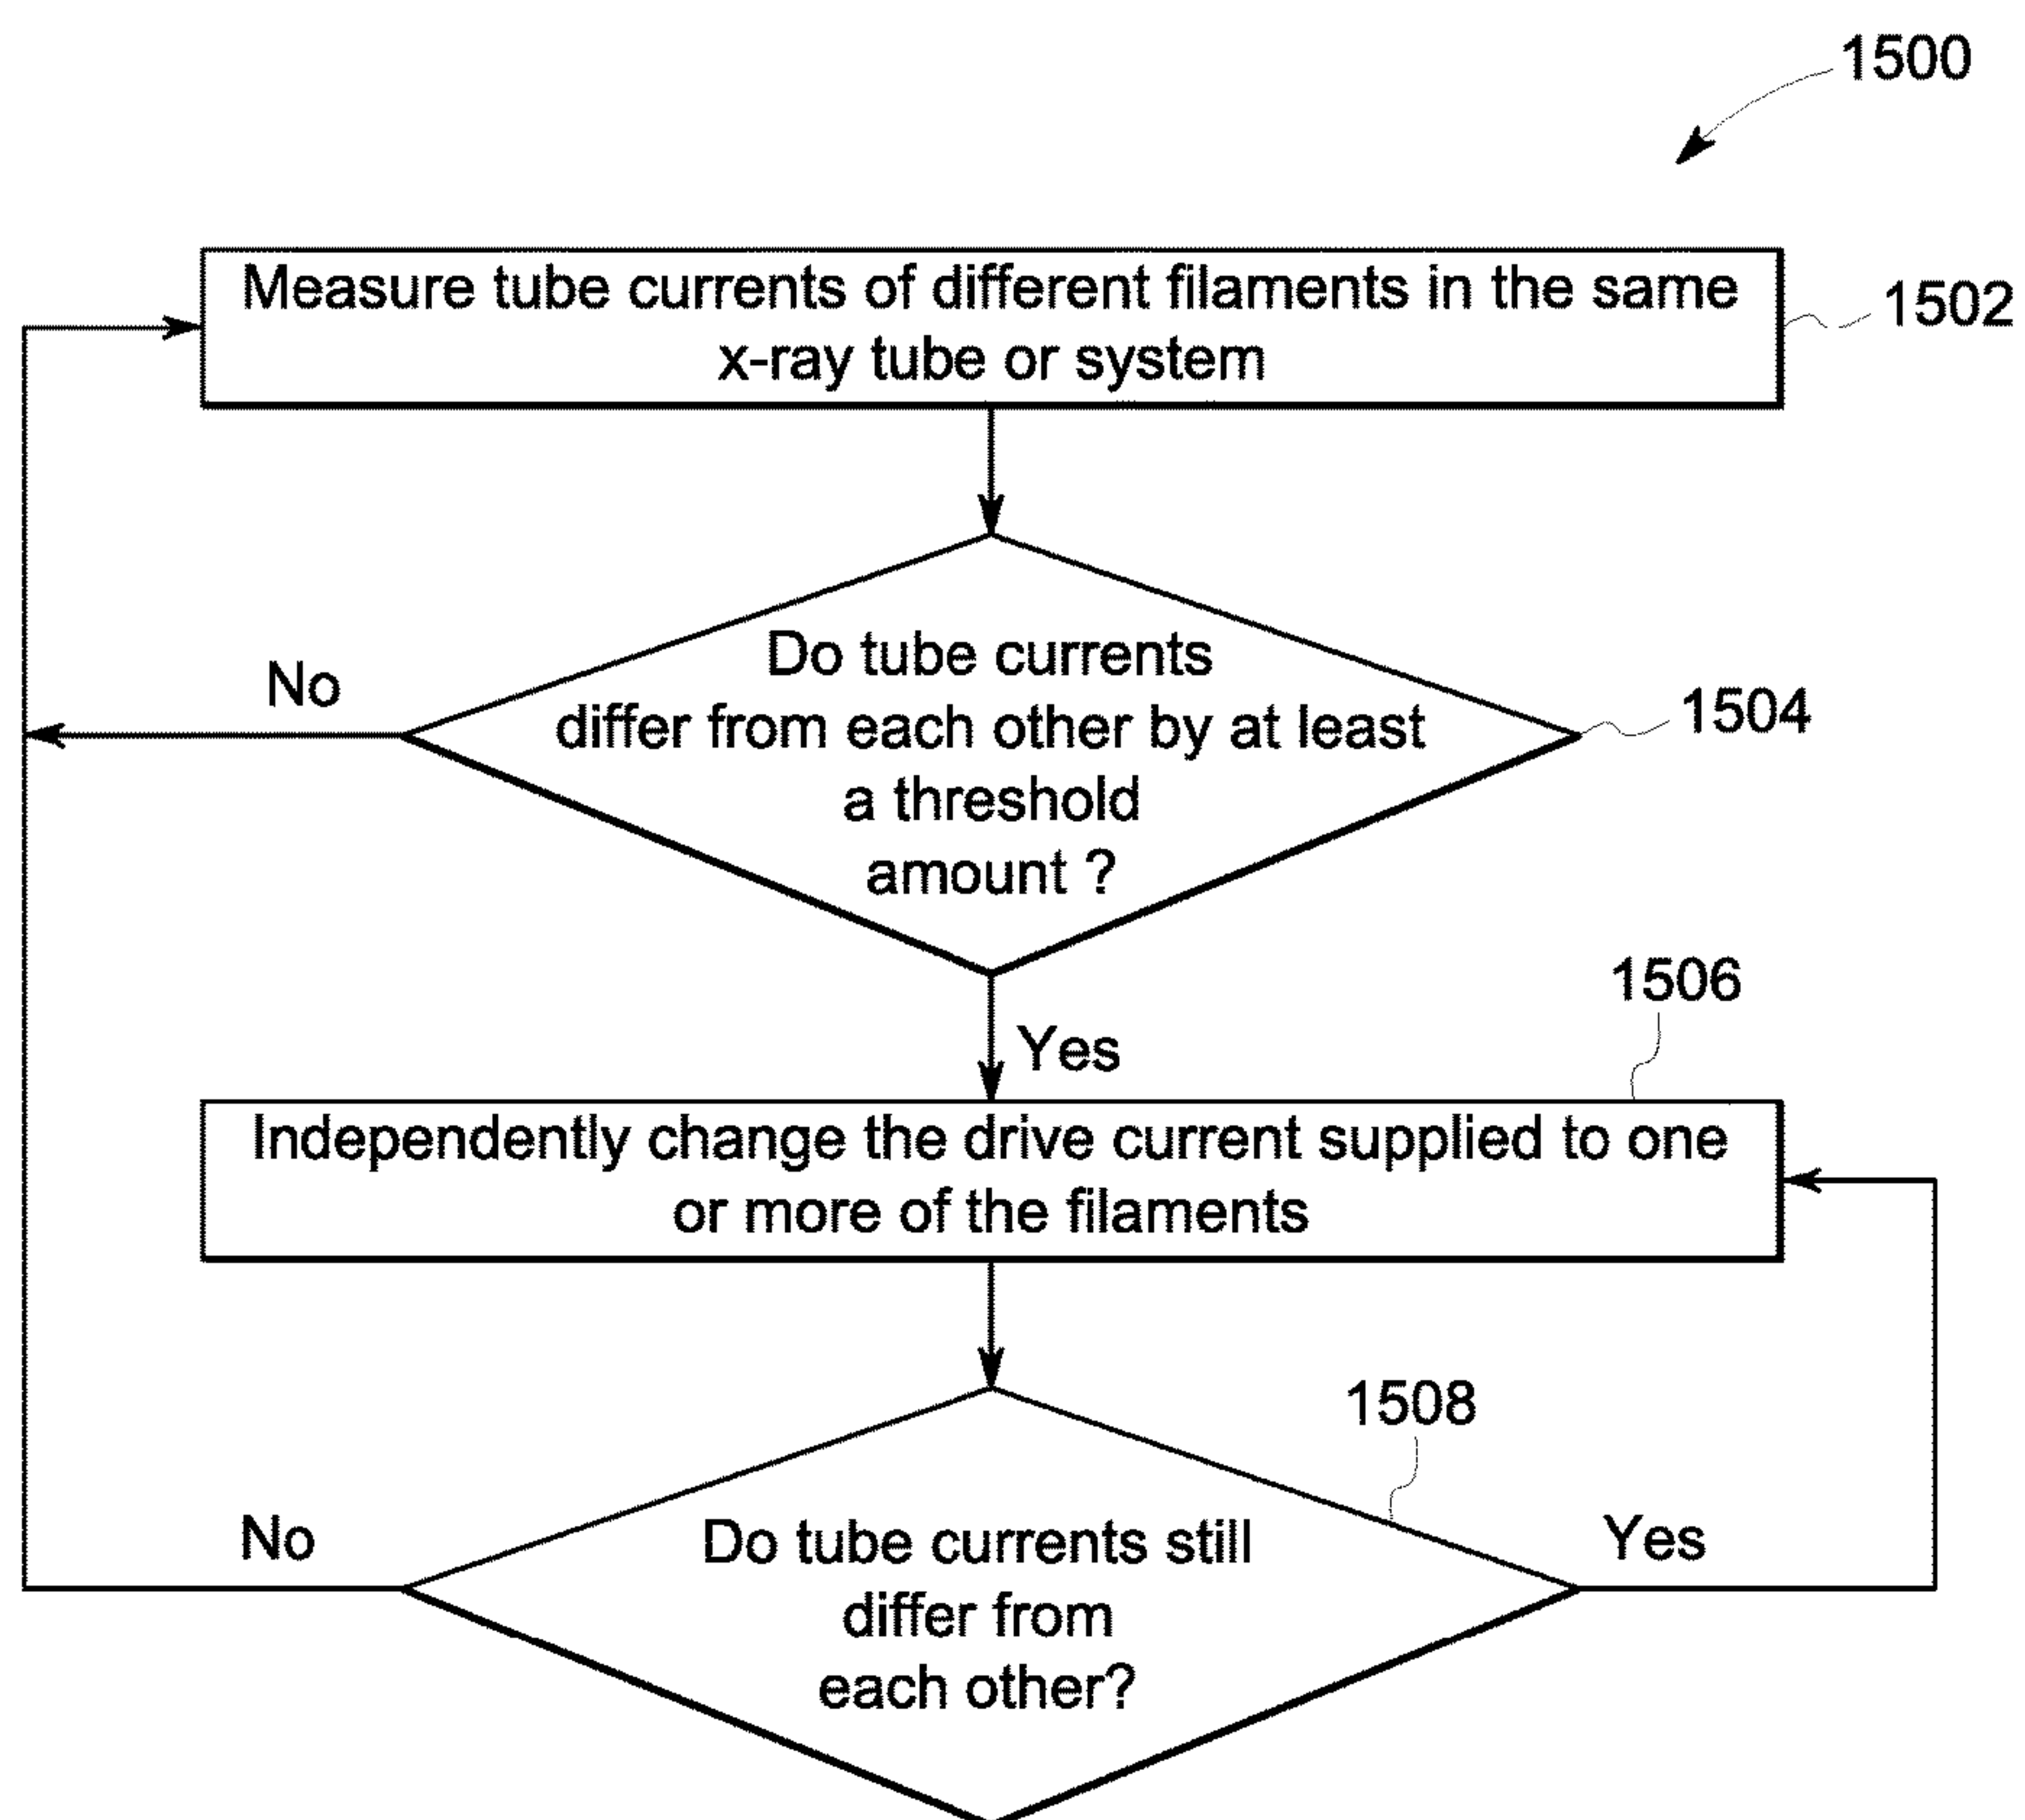 1500
Measure tube currents of different filaments in the same
x-ray tube or system
1502
Do tube currents
differ from each other by at least
a threshold
amount ?
No
1504
Yes
1506
Independently change the drive current supplied to one
or more of the filaments
1508
Do tube currents still
differ from
each other?
No
Yes